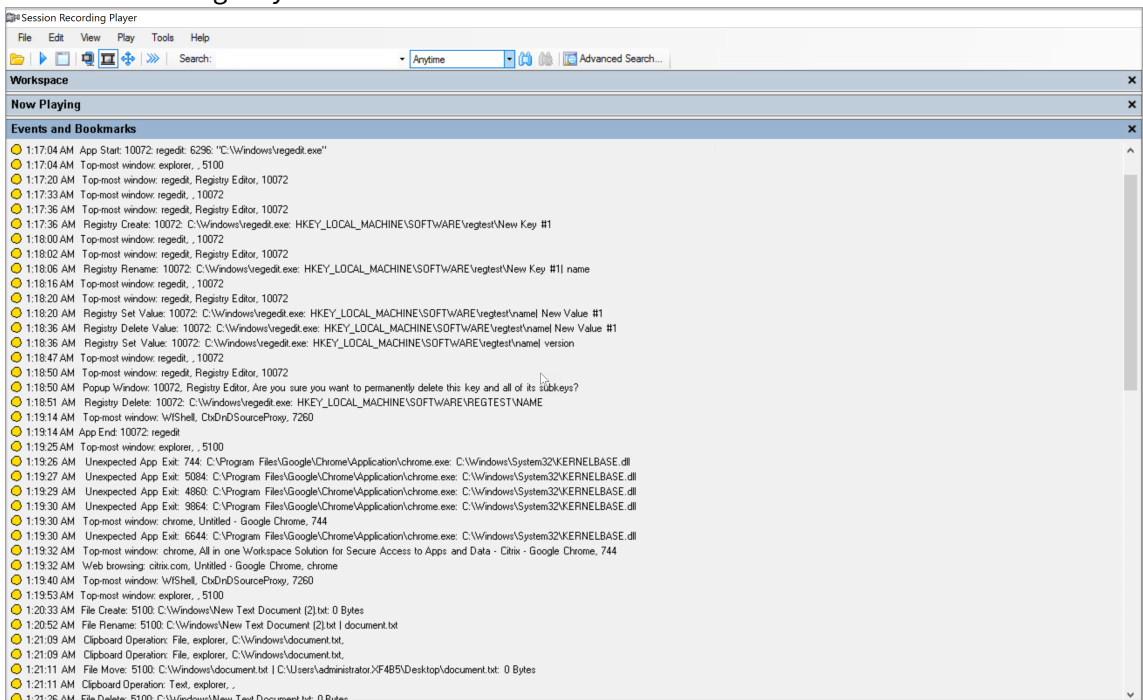 Session Recording Player
File Edit View Play Tools Help
Search: Anytime Advanced Search...
Workspace
Now Playing
Events and Bookmarks
1:17:04 AM App Start: 10072: regedit: 6296: "C:\Windows\regedit.exe"
1:17:04 AM Top-most window: explorer, , 5100
1:17:20 AM Top-most window: regedit, Registry Editor, 10072
1:17:33 AM Top-most window: regedit, , 10072
1:17:36 AM Top-most window: regedit, Registry Editor, 10072
1:17:36 AM Registry Create: 10072: C:\Windows\regedit.exe: HKEY_LOCAL_MACHINE\SOFTWARE\regtest\New Key #1
1:18:00 AM Top-most window: regedit, , 10072
1:18:02 AM Top-most window: regedit, Registry Editor, 10072
1:18:06 AM Registry Rename: 10072: C:\Windows\regedit.exe: HKEY_LOCAL_MACHINE\SOFTWARE\regtest\New Key #1| name
1:18:16 AM Top-most window: regedit, , 10072
1:18:20 AM Top-most window: regedit, Registry Editor, 10072
1:18:20 AM Registry Set Value: 10072: C:\Windows\regedit.exe: HKEY_LOCAL_MACHINE\SOFTWARE\regtest\name| New Value #1
1:18:36 AM Registry Delete Value: 10072: C:\Windows\regedit.exe: HKEY_LOCAL_MACHINE\SOFTWARE\regtest\name| New Value #1
1:18:36 AM Registry Set Value: 10072: C:\Windows\regedit.exe: HKEY_LOCAL_MACHINE\SOFTWARE\regtest\name| version
1:18:47 AM Top-most window: regedit, , 10072
1:18:50 AM Top-most window: regedit, Registry Editor, 10072
1:18:50 AM Popup Window: 10072, Registry Editor, Are you sure you want to permanently delete this key and all of its subkeys?
1:18:51 AM Registry Delete: 10072: C:\Windows\regedit.exe: HKEY_LOCAL_MACHINE\SOFTWARE\REGTEST\NAME
1:19:14 AM Top-most window: WfShell, CtxDnDSourceProxy, 7260
1:19:14 AM App End: 10072: regedit
1:19:25 AM Top-most window: explorer, , 5100
1:19:26 AM Unexpected App Exit: 744: C:\Program Files\Google\Chrome\Application\chrome.exe: C:\Windows\System32\KERNELBASE.dll
1:19:27 AM Unexpected App Exit: 5084: C:\Program Files\Google\Chrome\Application\chrome.exe: C:\Windows\System32\KERNELBASE.dll
1:19:29 AM Unexpected App Exit: 4860: C:\Program Files\Google\Chrome\Application\chrome.exe: C:\Windows\System32\KERNELBASE.dll
1:19:30 AM Unexpected App Exit: 9864: C:\Program Files\Google\Chrome\Application\chrome.exe: C:\Windows\System32\KERNELBASE.dll
1:19:30 AM Top-most window: chrome, Untitled - Google Chrome, 744
1:19:30 AM Unexpected App Exit: 6644: C:\Program Files\Google\Chrome\Application\chrome.exe: C:\Windows\System32\KERNELBASE.dll
1:19:32 AM Top-most window: chrome, All in one Workspace Solution for Secure Access to Apps and Data - Citrix - Google Chrome, 744
1:19:32 AM Web browsing: citrix.com, Untitled - Google Chrome, chrome
1:19:40 AM Top-most window: WfShell, CtxDnDSourceProxy, 7260
1:19:53 AM Top-most window: explorer, , 5100
1:20:33 AM File Create: 5100: C:\Windows\New Text Document (2).txt: 0 Bytes
1:20:52 AM File Rename: 5100: C:\Windows\New Text Document (2).txt | document.txt
1:21:09 AM Clipboard Operation: File, explorer, C:\Windows\document.txt,
1:21:09 AM Clipboard Operation: File, explorer, C:\Windows\document.txt,
1:21:11 AM File Move: 5100: C:\Windows\document.txt | C:\Users\administrator.XF4B5\Desktop\document.txt: 0 Bytes
1:21:11 AM Clipboard Operation: Text, explorer, ,
1:21:26 AM File Delete: 5100: C:\Windows\New Text Document.txt: 0 Bytes